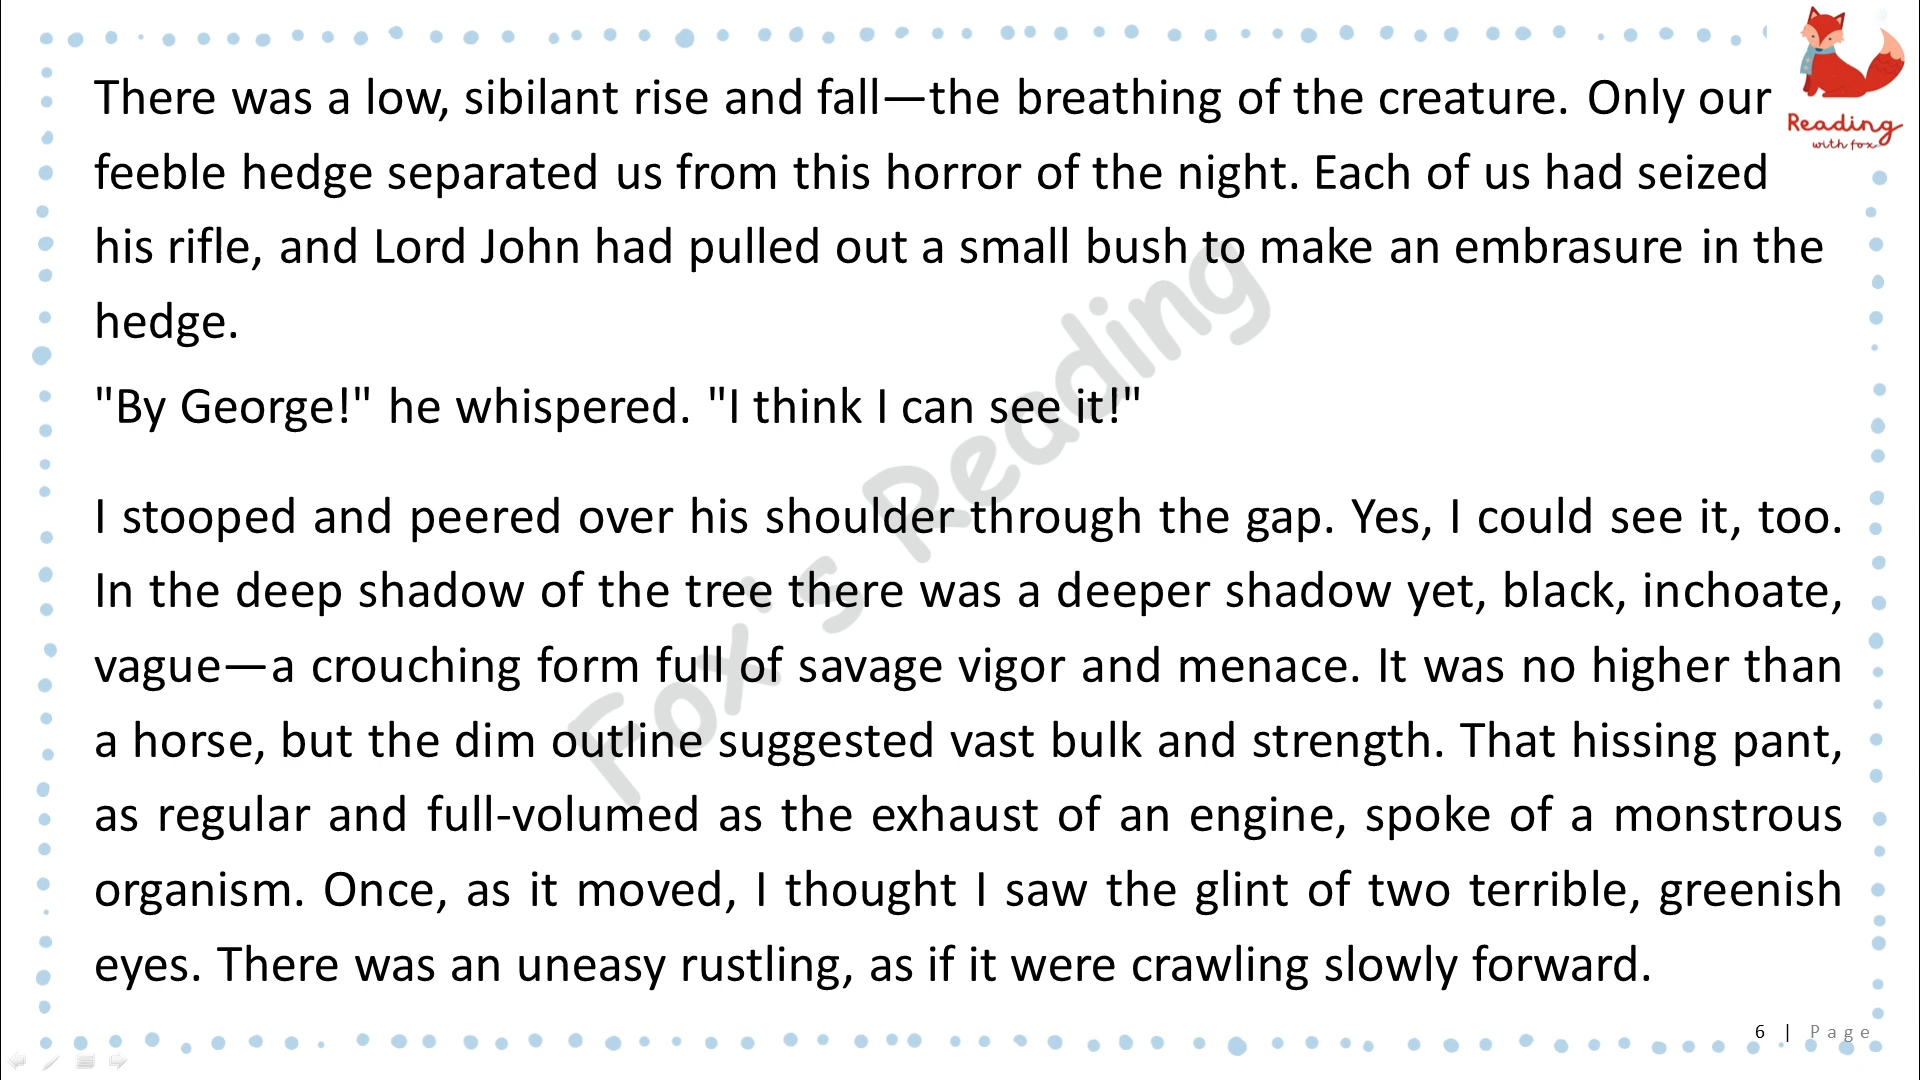 There was a low, sibilant rise and fall—the breathing of the creature. Only our
feeble hedge separated us from this horror of the night. Each of us had seized
his rifle, and Lord John had pulled out a small bush to make an embrasure in the
hedge.
"By George!" he whispered. "I think I can see it!"
I stooped and peered over his shoulder through the gap. Yes, I could see it, too.
In the deep shadow of the tree there was a deeper shadow yet, black, inchoate,
vague—a crouching form full of savage vigor and menace. It was no higher than
a horse, but the dim outline suggested vast bulk and strength. That hissing pant,
as regular and full-volumed as the exhaust of an engine, spoke of a monstrous
organism. Once, as it moved, I thought I saw the glint of two terrible, greenish
eyes. There was an uneasy rustling, as if it were crawling slowly forward.
Reading
with fox
Fox's Reading
6 | Page